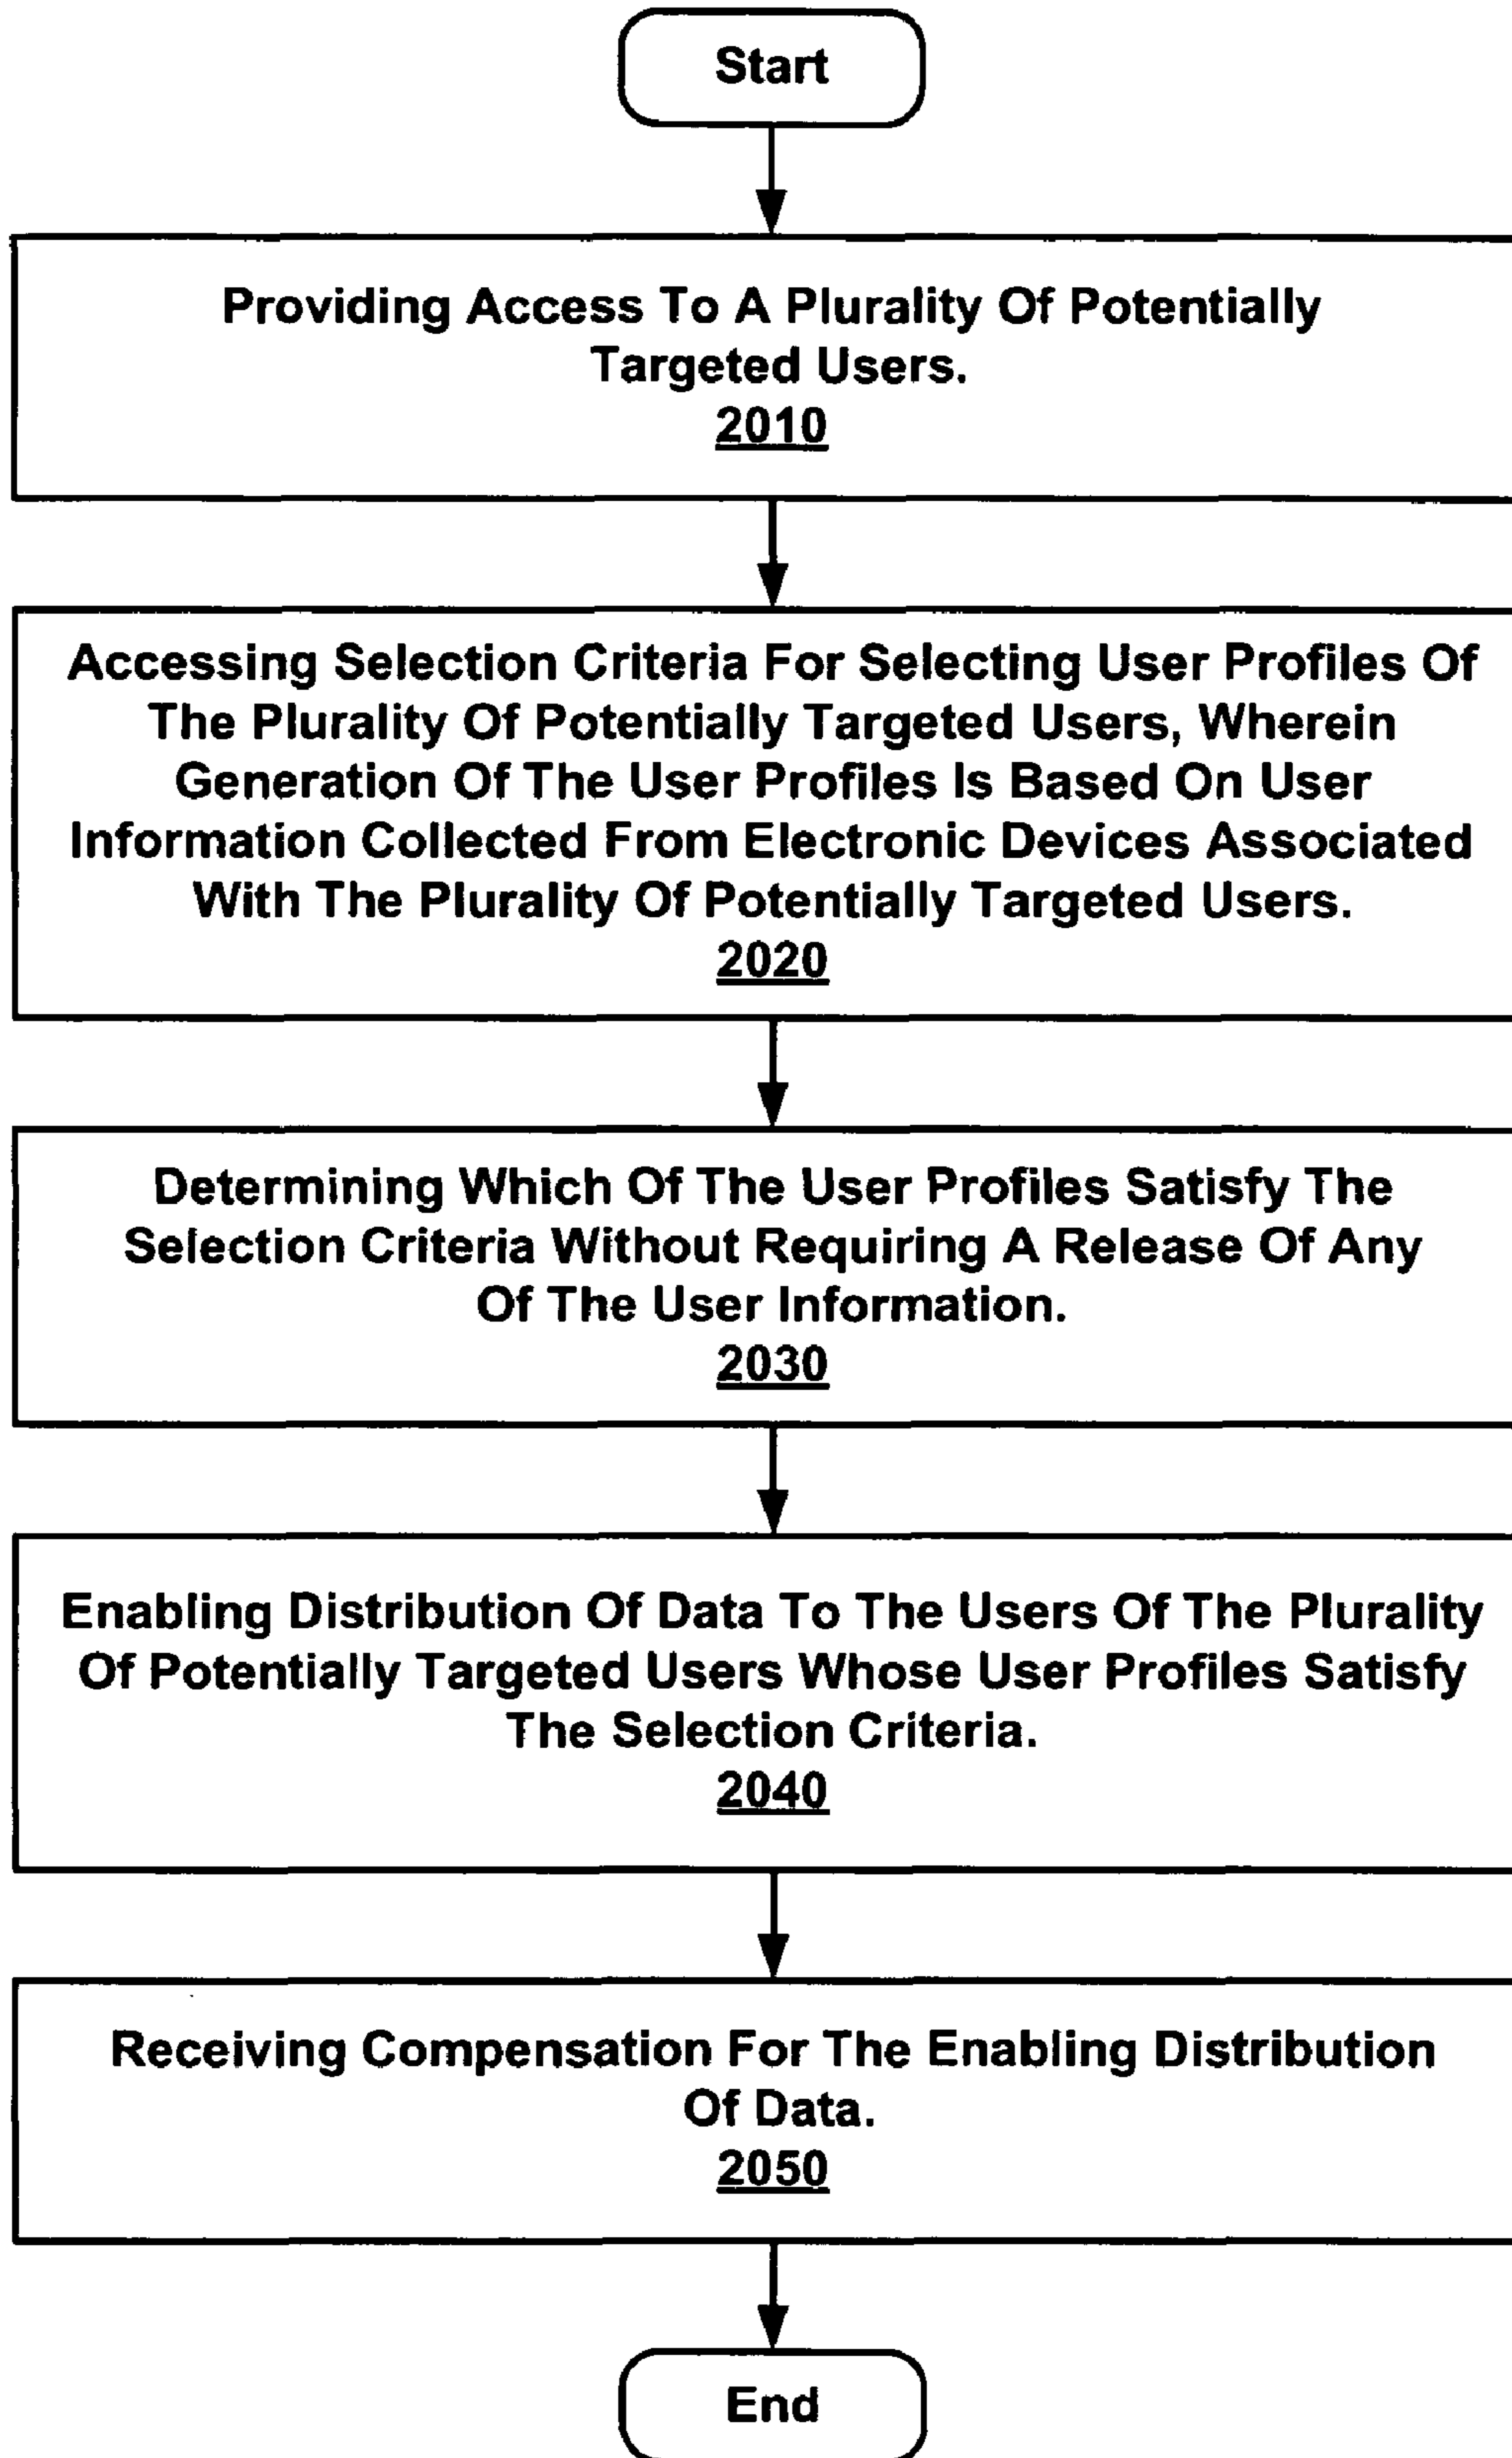 Start
Providing Access To A Plurality Of Potentially
Targeted Users.
2010
Accessing Selection Criteria For Selecting User Profiles Of
The Plurality Of Potentially Targeted Users, Wherein
Generation Of The User Profiles Is Based On User
Information Collected From Electronic Devices Associated
With The Plurality Of Potentially Targeted Users.
2020
Determining Which Of The User Profiles Satisfy The
Selection Criteria Without Requiring A Release Of Any
Of The User Information.
2030
Enabling Distribution Of Data To The Users Of The Plurality
Of Potentially Targeted Users Whose User Profiles Satisfy
The Selection Criteria.
2040
Receiving Compensation For The Enabling Distribution
Of Data.
2050
End